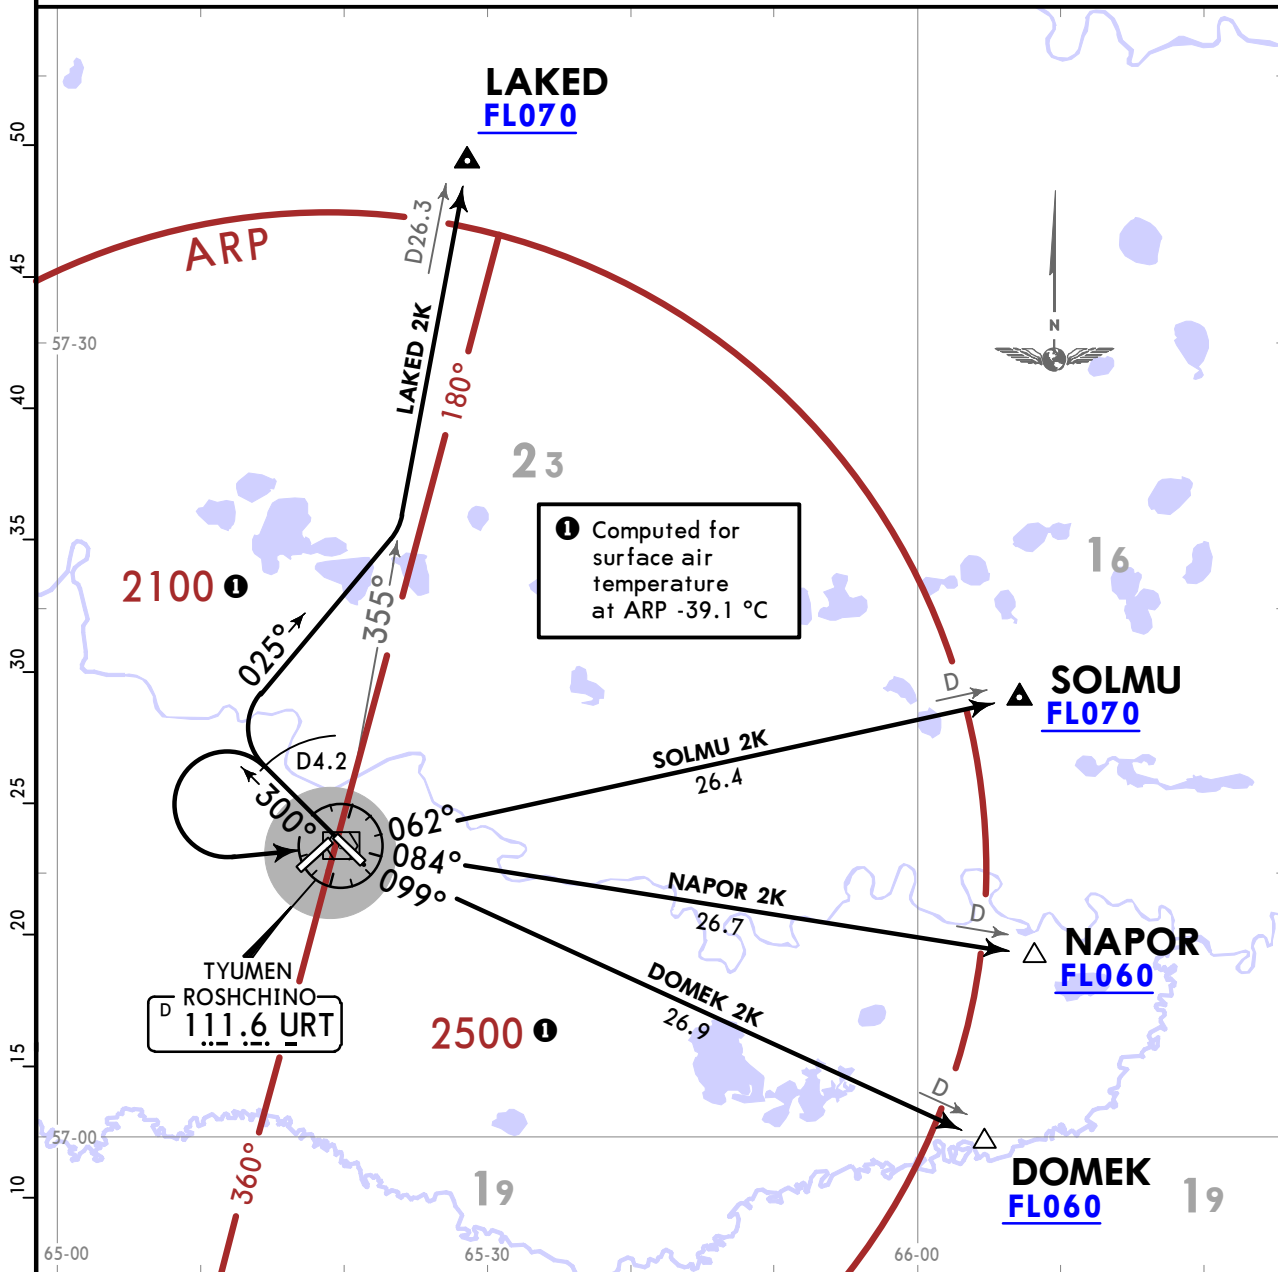 LAKED
FL070
50
D26.3
ARP
45
N
LAKED 2K
57-30
180°
40
23
35
❶ Computed for
surface air
temperature
at ARP -39.1 °C
16
2100 ❶
355°
025°
30
D
SOLMU
FL070
SOLMU 2K
26.4
D4.2
25
300°
062°
084°
099°
NAPOR 2K
26.7
D
20
NAPOR
FL060
TYUMEN
ROSHCHINO
D 111.6 URT
DOMEK 2K
26.9
2500 ❶
15
D
57-00
DOMEK
FL060
360°
10
19
19
65-00
65-30
66-00